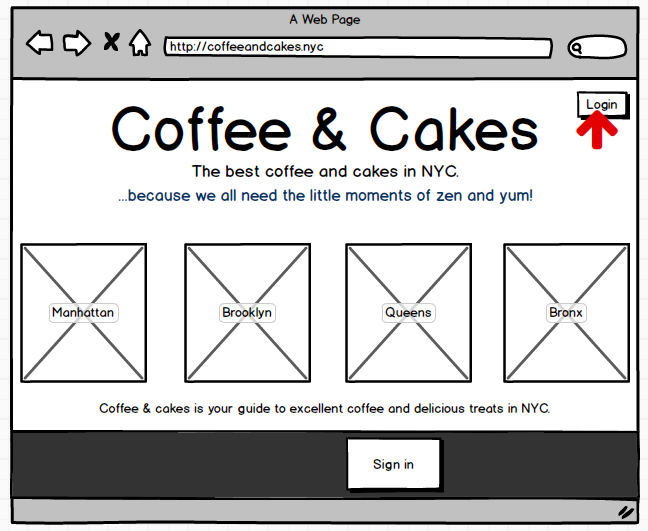 A Web Page
http://coffeeandcakes.nyc
Login
Coffee & Cakes
The best coffee and cakes in NYC.
...because we all need the little moments of zen and yum!
Manhattan
Brooklyn
Queens
Bronx
Coffee & cakes is your guide to excellent coffee and delicious treats in NYC.
Sign in